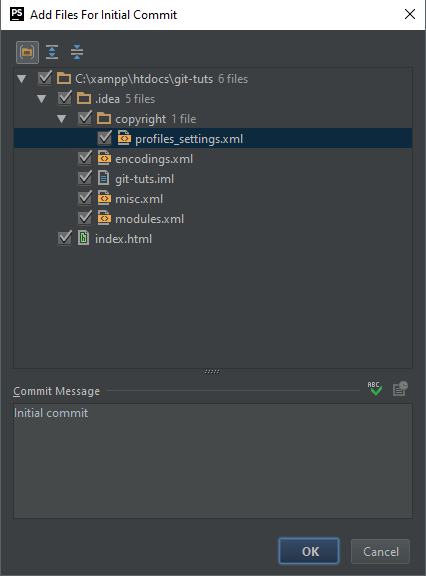 PS Add Files For Initial Commit
C:\xampp\htdocs\git-tuts 6 files
.idea 5 files
copyright 1 file
profiles_settings.xml
encodings.xml
git-tuts.iml
misc.xml
modules.xml
index.html
Commit Message
ABC
Initial commit
OK
Cancel